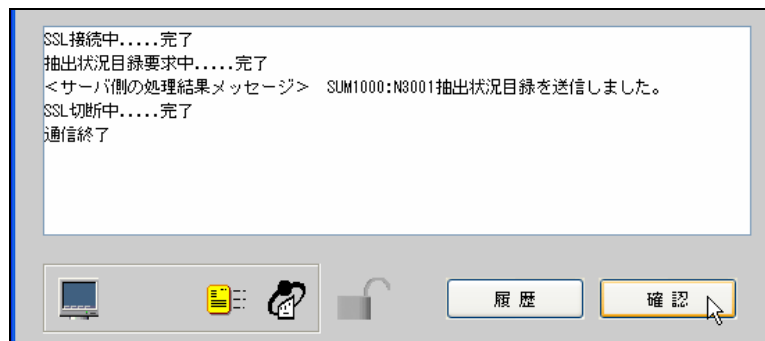 SSL接続中.....完了
抽出状況目録要求中.....完了
<サーバ側の処理結果メッセージ>　SUM1000:N3001抽出状況目録を送信しました。
SSL切断中.....完了
通信終了
履 歴
確 認